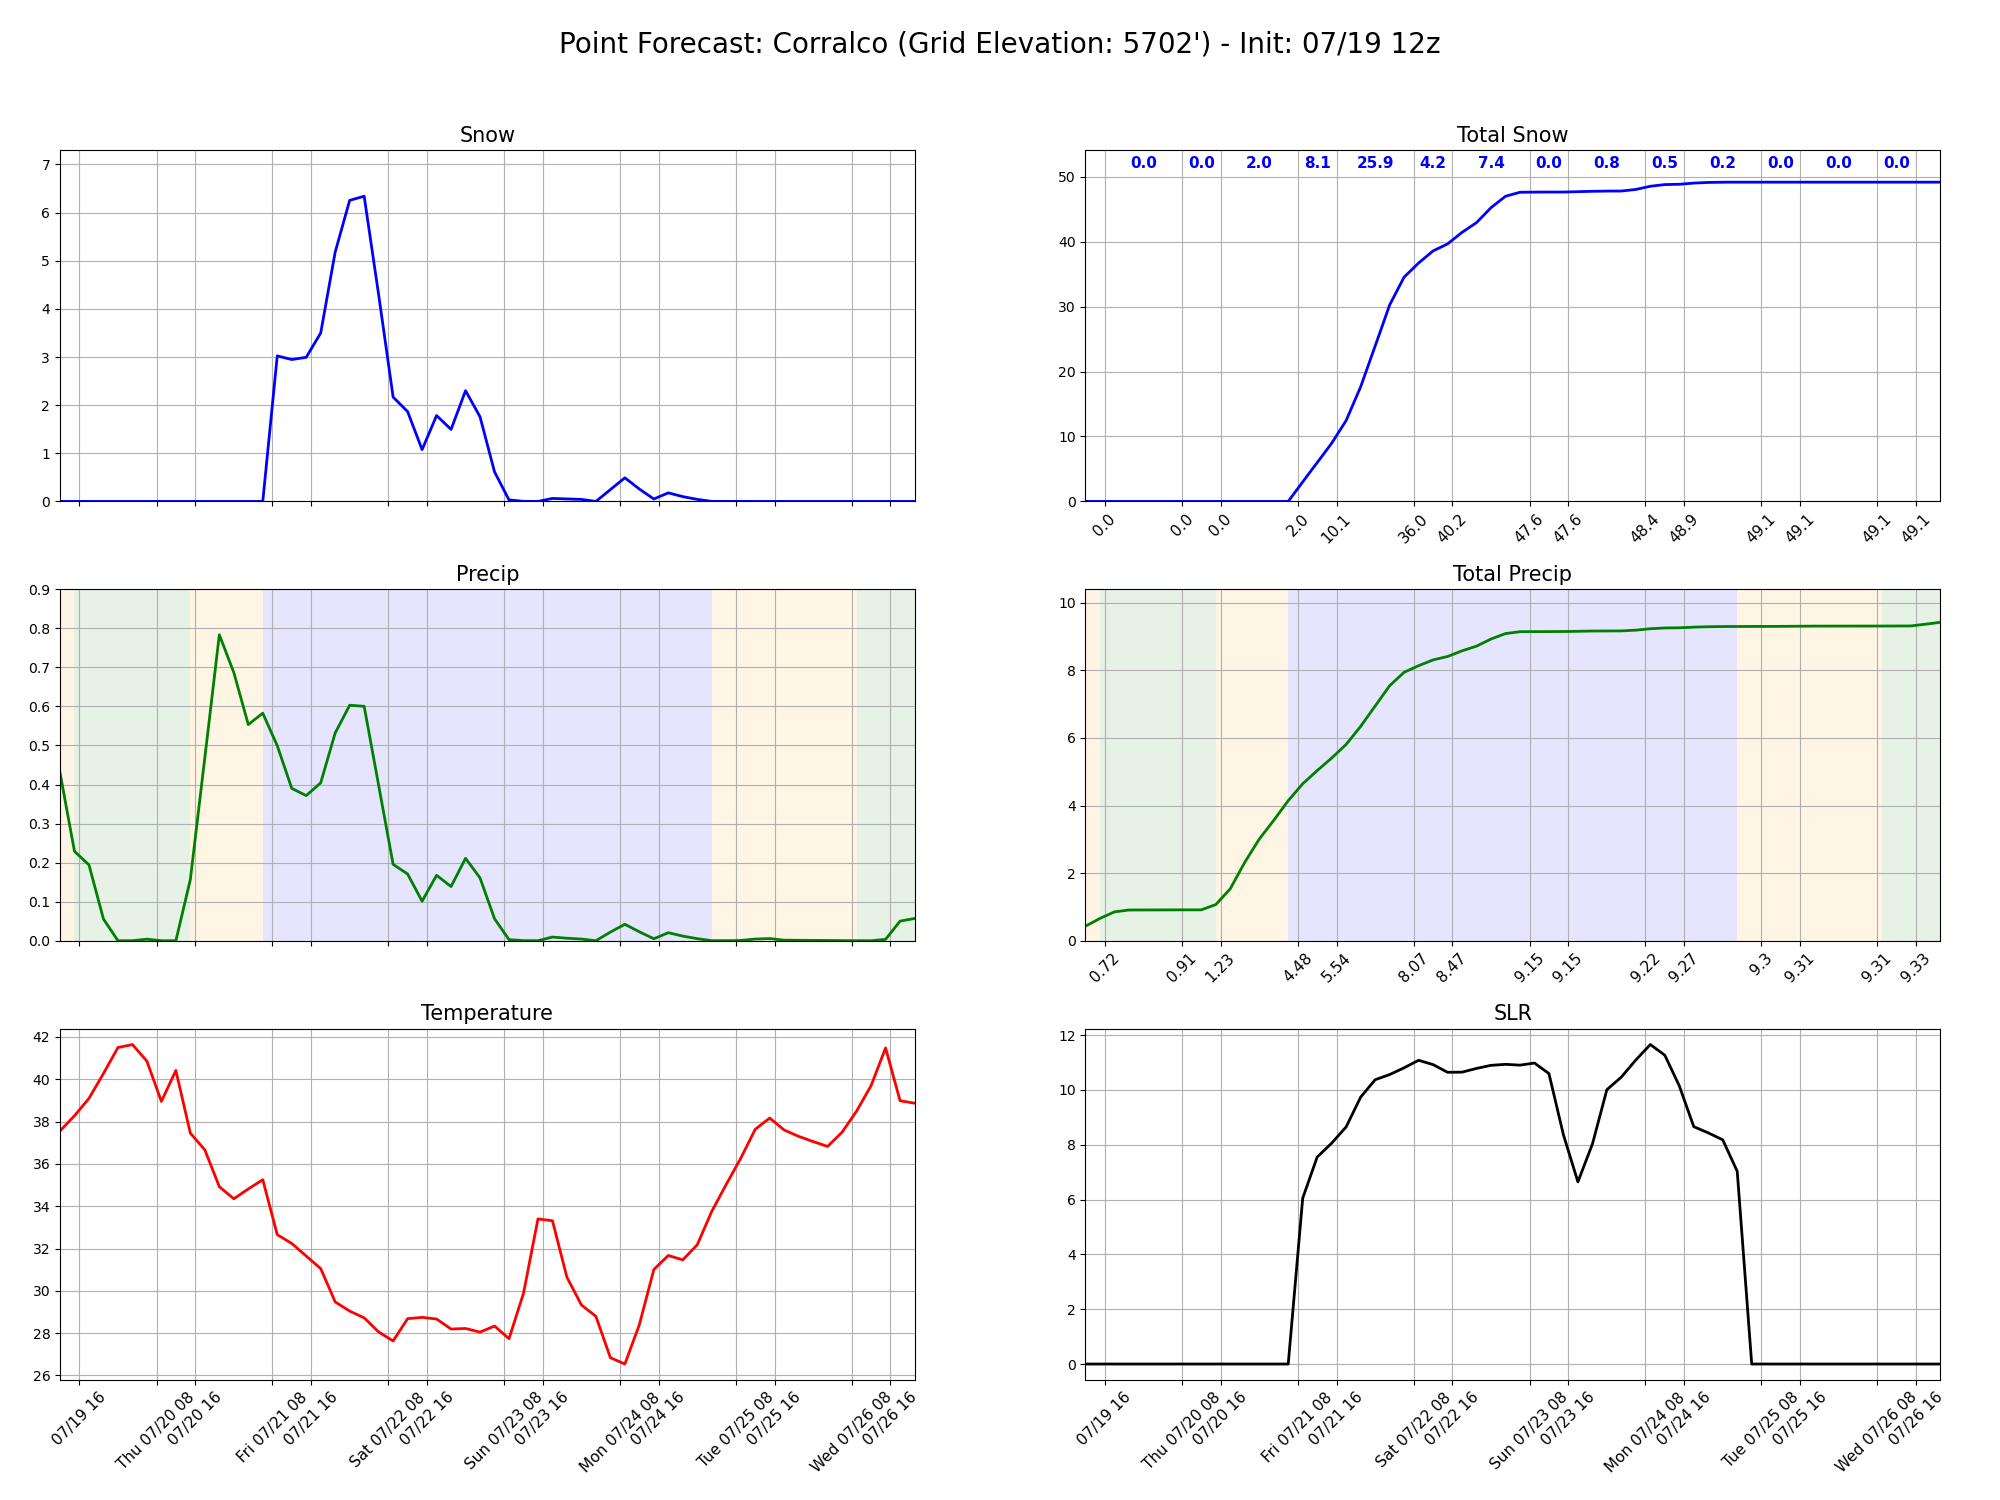 Point Forecast: Corralco (Grid Elevation: 5702') - Init: 07/19 12z
Snow
7
6
5
4
3
2
1
0
Total Snow
0.0 0.0 2.0 8.1 25.9 4.2 7.4 0.0 0.8 0.5 0.2 0.0 0.0 0.0
50
40
30
20
10
0
0.0 0.0 0.0 2.0 10.1 36.0 40.2 47.6 47.6 48.4 48.9 49.1 49.1 49.1 49.1
Precip
0.9
0.8
0.7
0.6
0.5
0.4
0.3
0.2
0.1
0.0
Total Precip
10
8
6
4
2
0
0.72 0.91 1.23 4.48 5.54 8.07 8.47 9.15 9.15 9.22 9.27 9.3 9.31 9.31 9.33
Temperature
42
40
38
36
34
32
30
28
26
07/19 16
Thu 07/20 08
07/20 16
Fri 07/21 08
07/21 16
Sat 07/22 08
07/22 16
Sun 07/23 08
07/23 16
Mon 07/24 08
07/24 16
Tue 07/25 08
07/25 16
Wed 07/26 08
07/26 16
SLR
12
10
8
6
4
2
0
07/19 16
Thu 07/20 08
07/20 16
Fri 07/21 08
07/21 16
Sat 07/22 08
07/22 16
Sun 07/23 08
07/23 16
Mon 07/24 08
07/24 16
Tue 07/25 08
07/25 16
Wed 07/26 08
07/26 16